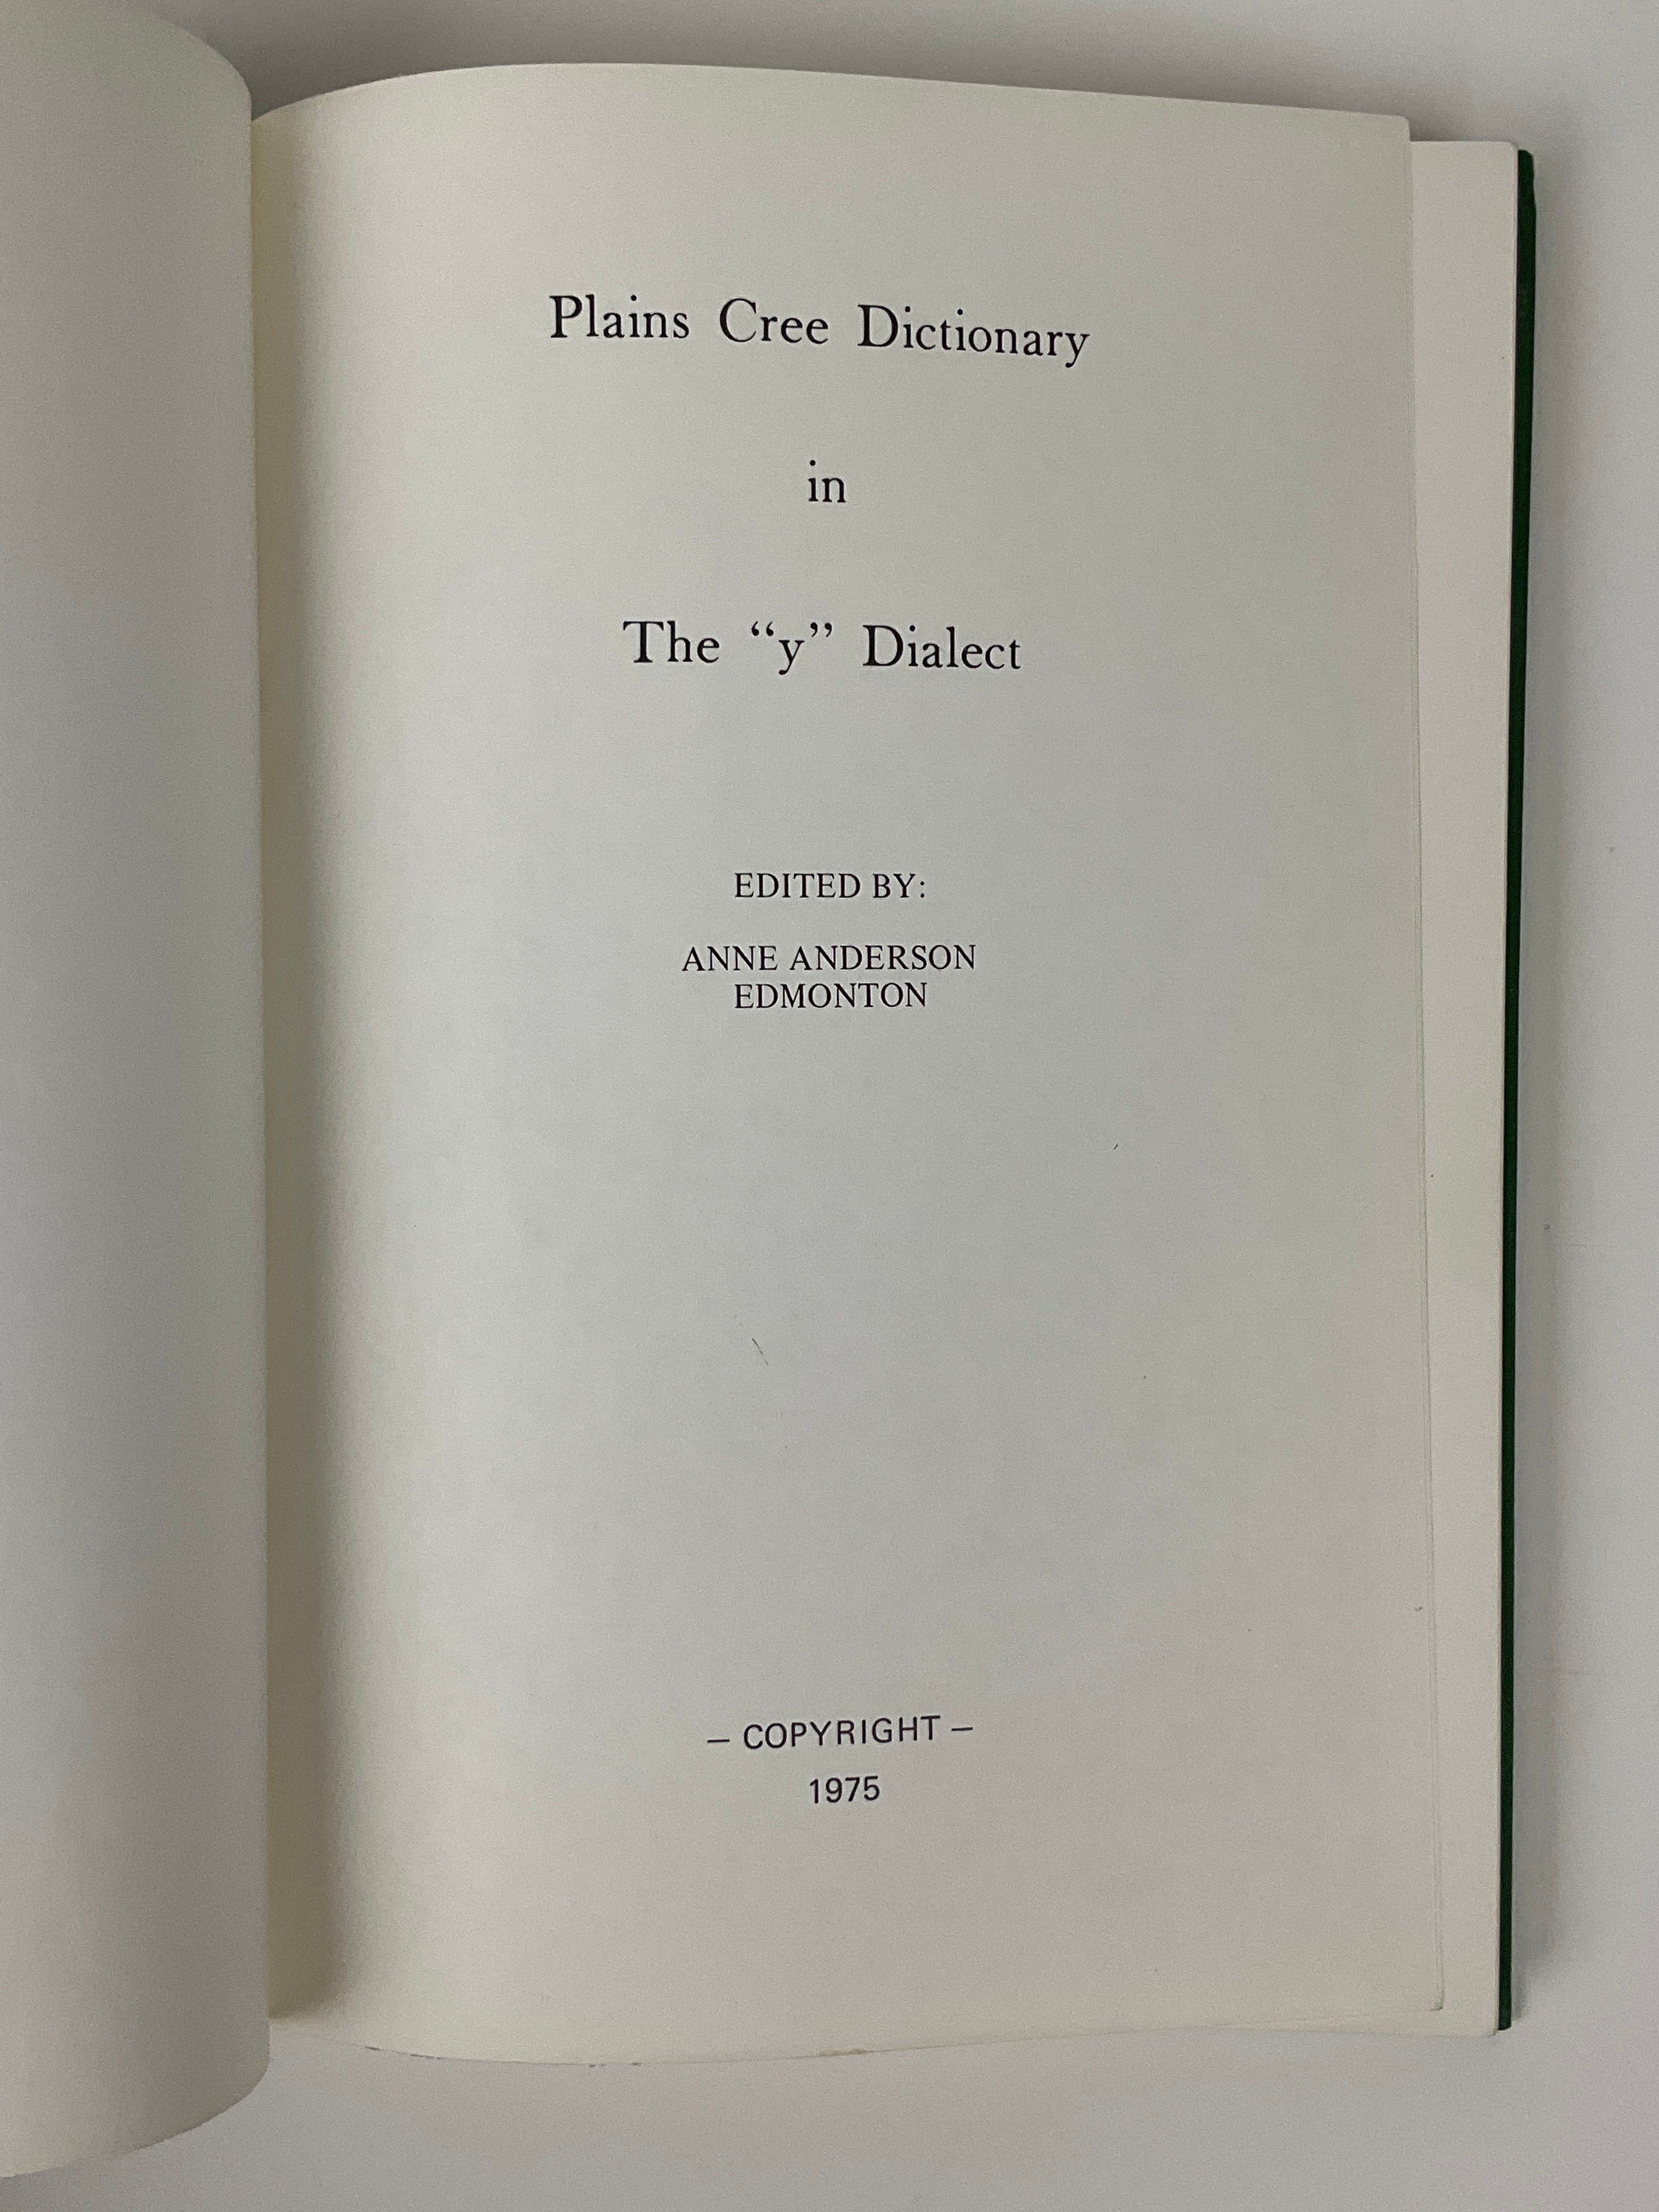 Plains Cree Dictionary
in
The “y” Dialect
EDITED BY:
ANNE ANDERSON
EDMONTON
– COPYRIGHT –
1975